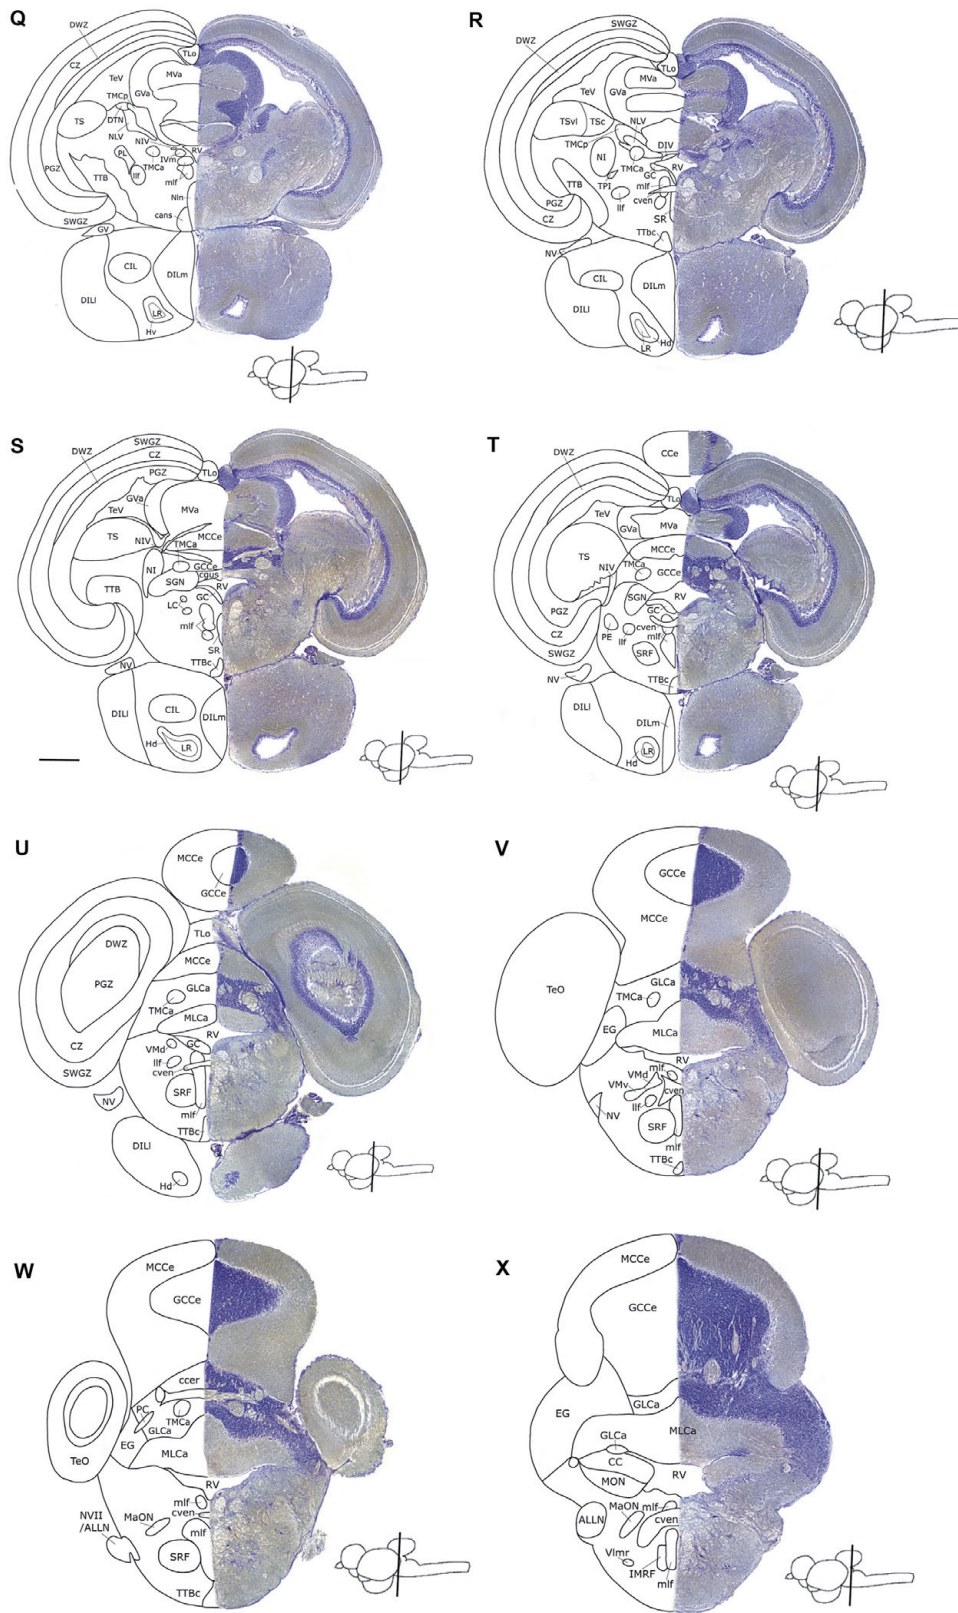 Q
DWZ
CZ
TLo
TeV
MVa
GVa
TMCp
TS
DTN
NLV
NIV
RV
PL
IVm
TMCa
PGZ
TTB
llf
mlf
Nln
cans
SWGZ
GV
CIL
DILm
DILl
LR
Hv
R
SWGZ
DWZ
TLo
MVa
TeV
GVa
NLV
TSvl
TSc
TMCp
DIV
NI
TMCa
RV
GC
TTB
TPI
mlf
PGZ
cven
llf
CZ
SR
TTBc
NV
CIL
DILm
DILl
Hd
LR
S
SWGZ
DWZ
CZ
PGZ
TLo
GVa
TeV
MVa
TS
NIV
MCCe
TMCa
NI
GCCe
cgus
SGN
TTB
RV
GC
LC
mlf
SR
TTBc
NV
CIL
DILl
DILm
Hd
LR
T
DWZ
CCe
TLo
TeV
GVa
MVa
TS
MCCe
TMCa
GCCe
NIV
SGN
RV
PGZ
GC
cven
CZ
PE
llf
mlf
SWGZ
SRF
NV
TTBc
DILl
DILm
LR
Hd
U
MCCe
GCCe
DWZ
TLo
MCCe
PGZ
GLCa
TMCa
MLCa
CZ
RV
VMd
GC
llf
SWGZ
cven
SRF
NV
mlf
TTBc
DILl
Hd
V
GCCe
MCCe
TeO
GLCa
TMCa
EG
MLCa
RV
mlf
VMd
VMv
cven
llf
NV
SRF
mlf
TTBc
W
MCCe
GCCe
ccer
PC
TMCa
GLCa
EG
MLCa
TeO
RV
mlf
NVII
/ALLN
MaON
cven
mlf
SRF
TTBc
X
MCCe
GCCe
EG
GLCa
MLCa
GLCa
CC
RV
MON
MaON
mlf
ALLN
cven
VImr
IMRF
mlf